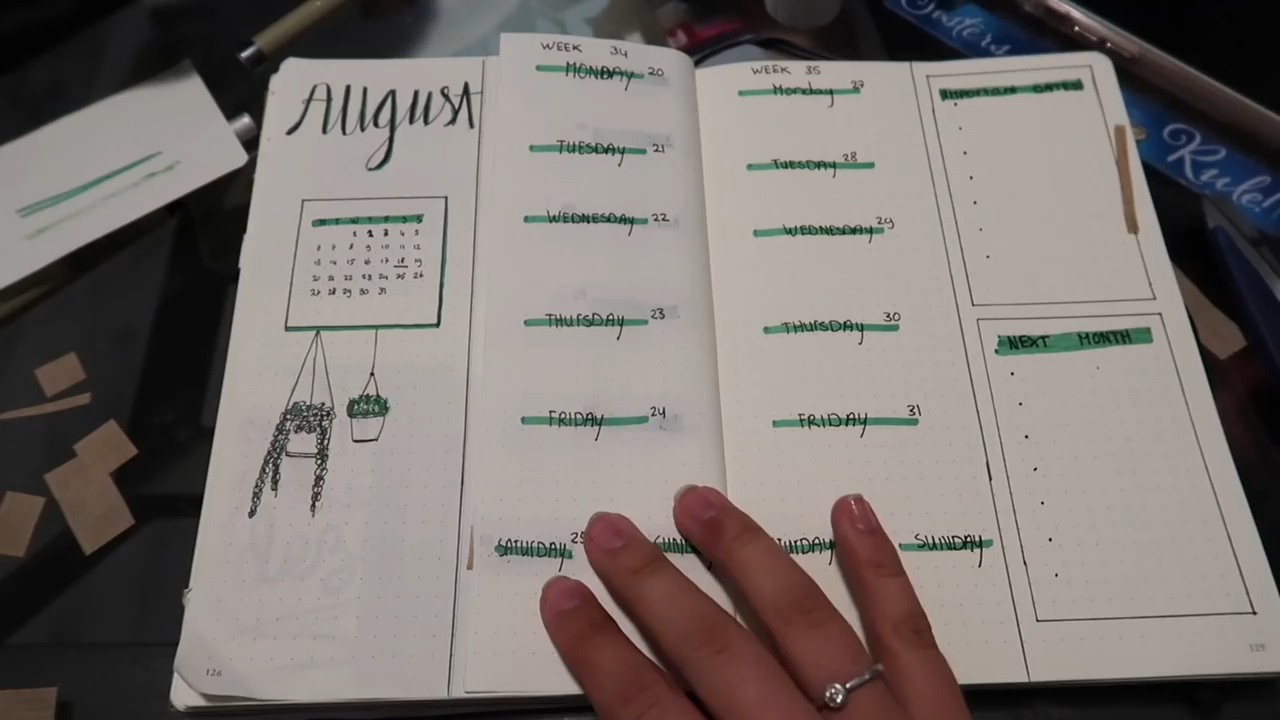 August
M T W T F S S
1 2 3 4 5
6 7 8 9 10 11 12
13 14 15 16 17 18 19
20 21 22 23 24 25 26
27 28 29 30 31
126
WEEK 34
MONDAY 20
TUESDAY 21
WEDNESDAY 22
THURSDAY 23
FRIDAY 24
SATURDAY 25
WEEK 35
Monday 27
TUESDAY 28
WEDNESDAY 29
THURSDAY 30
FRIDAY 31
SUNDAY
IMPORTANT DATES
NEXT MONTH
129
Rule!